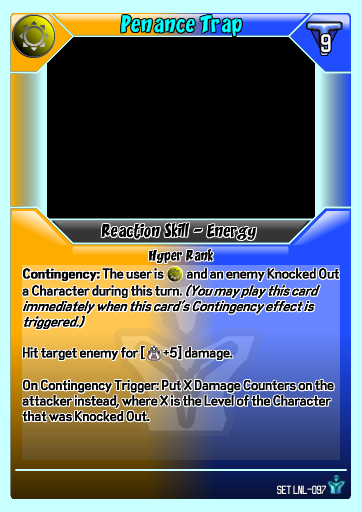 Penance Trap
9
Reaction Skill - Energy
Hyper Rank
Contingency: The user is and an enemy Knocked Out
a Character during this turn. (You may play this card
immediately when this card's Contingency effect is
triggered.)
Hit target enemy for [ +5] damage.
On Contingency Trigger: Put X Damage Counters on the
attacker instead, where X is the Level of the Character
that was Knocked Out.
SET LNL-097